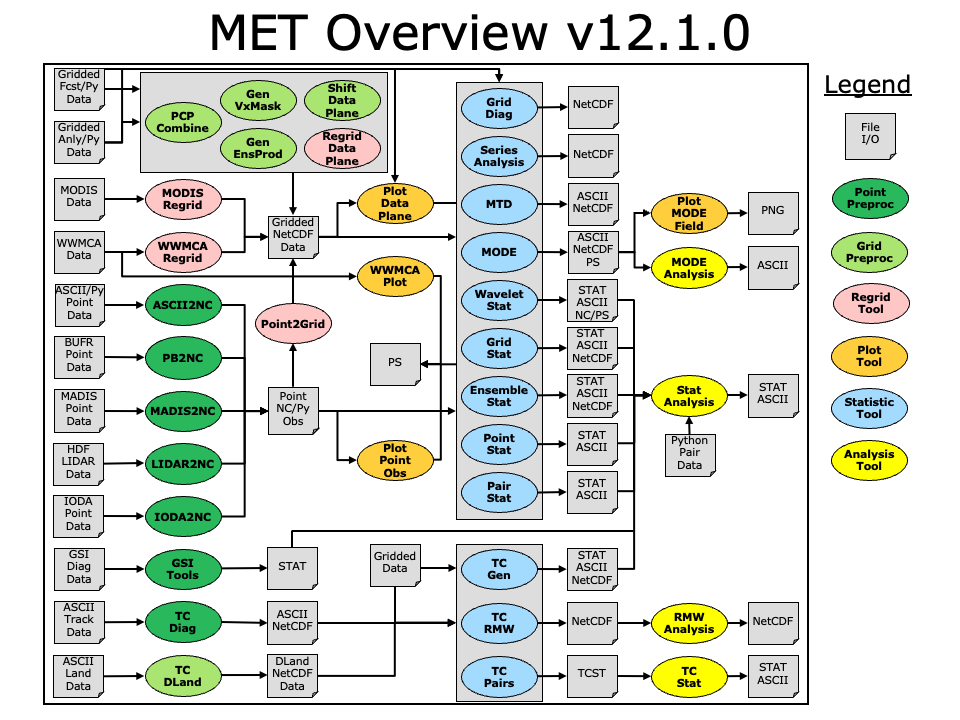 MET Overview v12.1.0
Gridded
Fcst/Py
Data
Gridded
Anly/Py
Data
PCP
Combine
Gen
VxMask
Shift
Data
Plane
Gen
EnsProd
Regrid
Data
Plane
MODIS
Data
MODIS
Regrid
WWMCA
Data
WWMCA
Regrid
Gridded
NetCDF
Data
Plot
Data
Plane
WWMCA
Plot
ASCII/Py
Point
Data
ASCII2NC
Point2Grid
BUFR
Point
Data
PB2NC
PS
MADIS
Point
Data
MADIS2NC
Point
NC/Py
Obs
HDF
LIDAR
Data
LIDAR2NC
Plot
Point
Obs
IODA
Point
Data
IODA2NC
GSI
Diag
Data
GSI
Tools
STAT
Gridded
Data
ASCII
Track
Data
TC
Diag
ASCII
NetCDF
ASCII
Land
Data
TC
DLand
DLand
NetCDF
Data
Grid
Diag
NetCDF
Series
Analysis
NetCDF
MTD
ASCII
NetCDF
MODE
ASCII
NetCDF
PS
Plot
MODE
Field
PNG
MODE
Analysis
ASCII
Wavelet
Stat
STAT
ASCII
NC/PS
Grid
Stat
STAT
ASCII
NetCDF
Ensemble
Stat
STAT
ASCII
NetCDF
Stat
Analysis
STAT
ASCII
Python
Pair
Data
Point
Stat
STAT
ASCII
Pair
Stat
STAT
ASCII
TC
Gen
STAT
ASCII
NetCDF
TC
RMW
NetCDF
RMW
Analysis
NetCDF
TC
Pairs
TCST
TC
Stat
STAT
ASCII
Legend
File
I/O
Point
Preproc
Grid
Preproc
Regrid
Tool
Plot
Tool
Statistic
Tool
Analysis
Tool